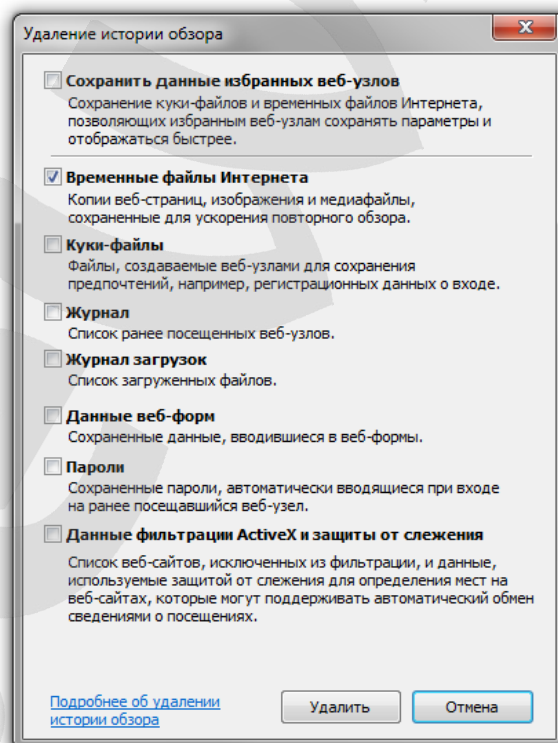 Удаление истории обзора
Сохранить данные избранных веб-узлов
Сохранение куки-файлов и временных файлов Интернета,
позволяющих избранным веб-узлам сохранять параметры и
отображаться быстрее.
Временные файлы Интернета
Копии веб-страниц, изображения и медиафайлы,
сохраненные для ускорения повторного обзора.
Куки-файлы
Файлы, создаваемые веб-узлами для сохранения
предпочтений, например, регистрационных данных о входе.
Журнал
Список ранее посещенных веб-узлов.
Журнал загрузок
Список загруженных файлов.
Данные веб-форм
Сохраненные данные, вводившиеся в веб-формы.
Пароли
Сохраненные пароли, автоматически вводящиеся при входе
на ранее посещавшийся веб-узел.
Данные фильтрации ActiveX и защиты от слежения
Список веб-сайтов, исключенных из фильтрации, и данные,
используемые защитой от слежения для определения мест на
веб-сайтах, которые могут поддерживать автоматический обмен
сведениями о посещениях.
Подробнее об удалении
истории обзора
Удалить
Отмена